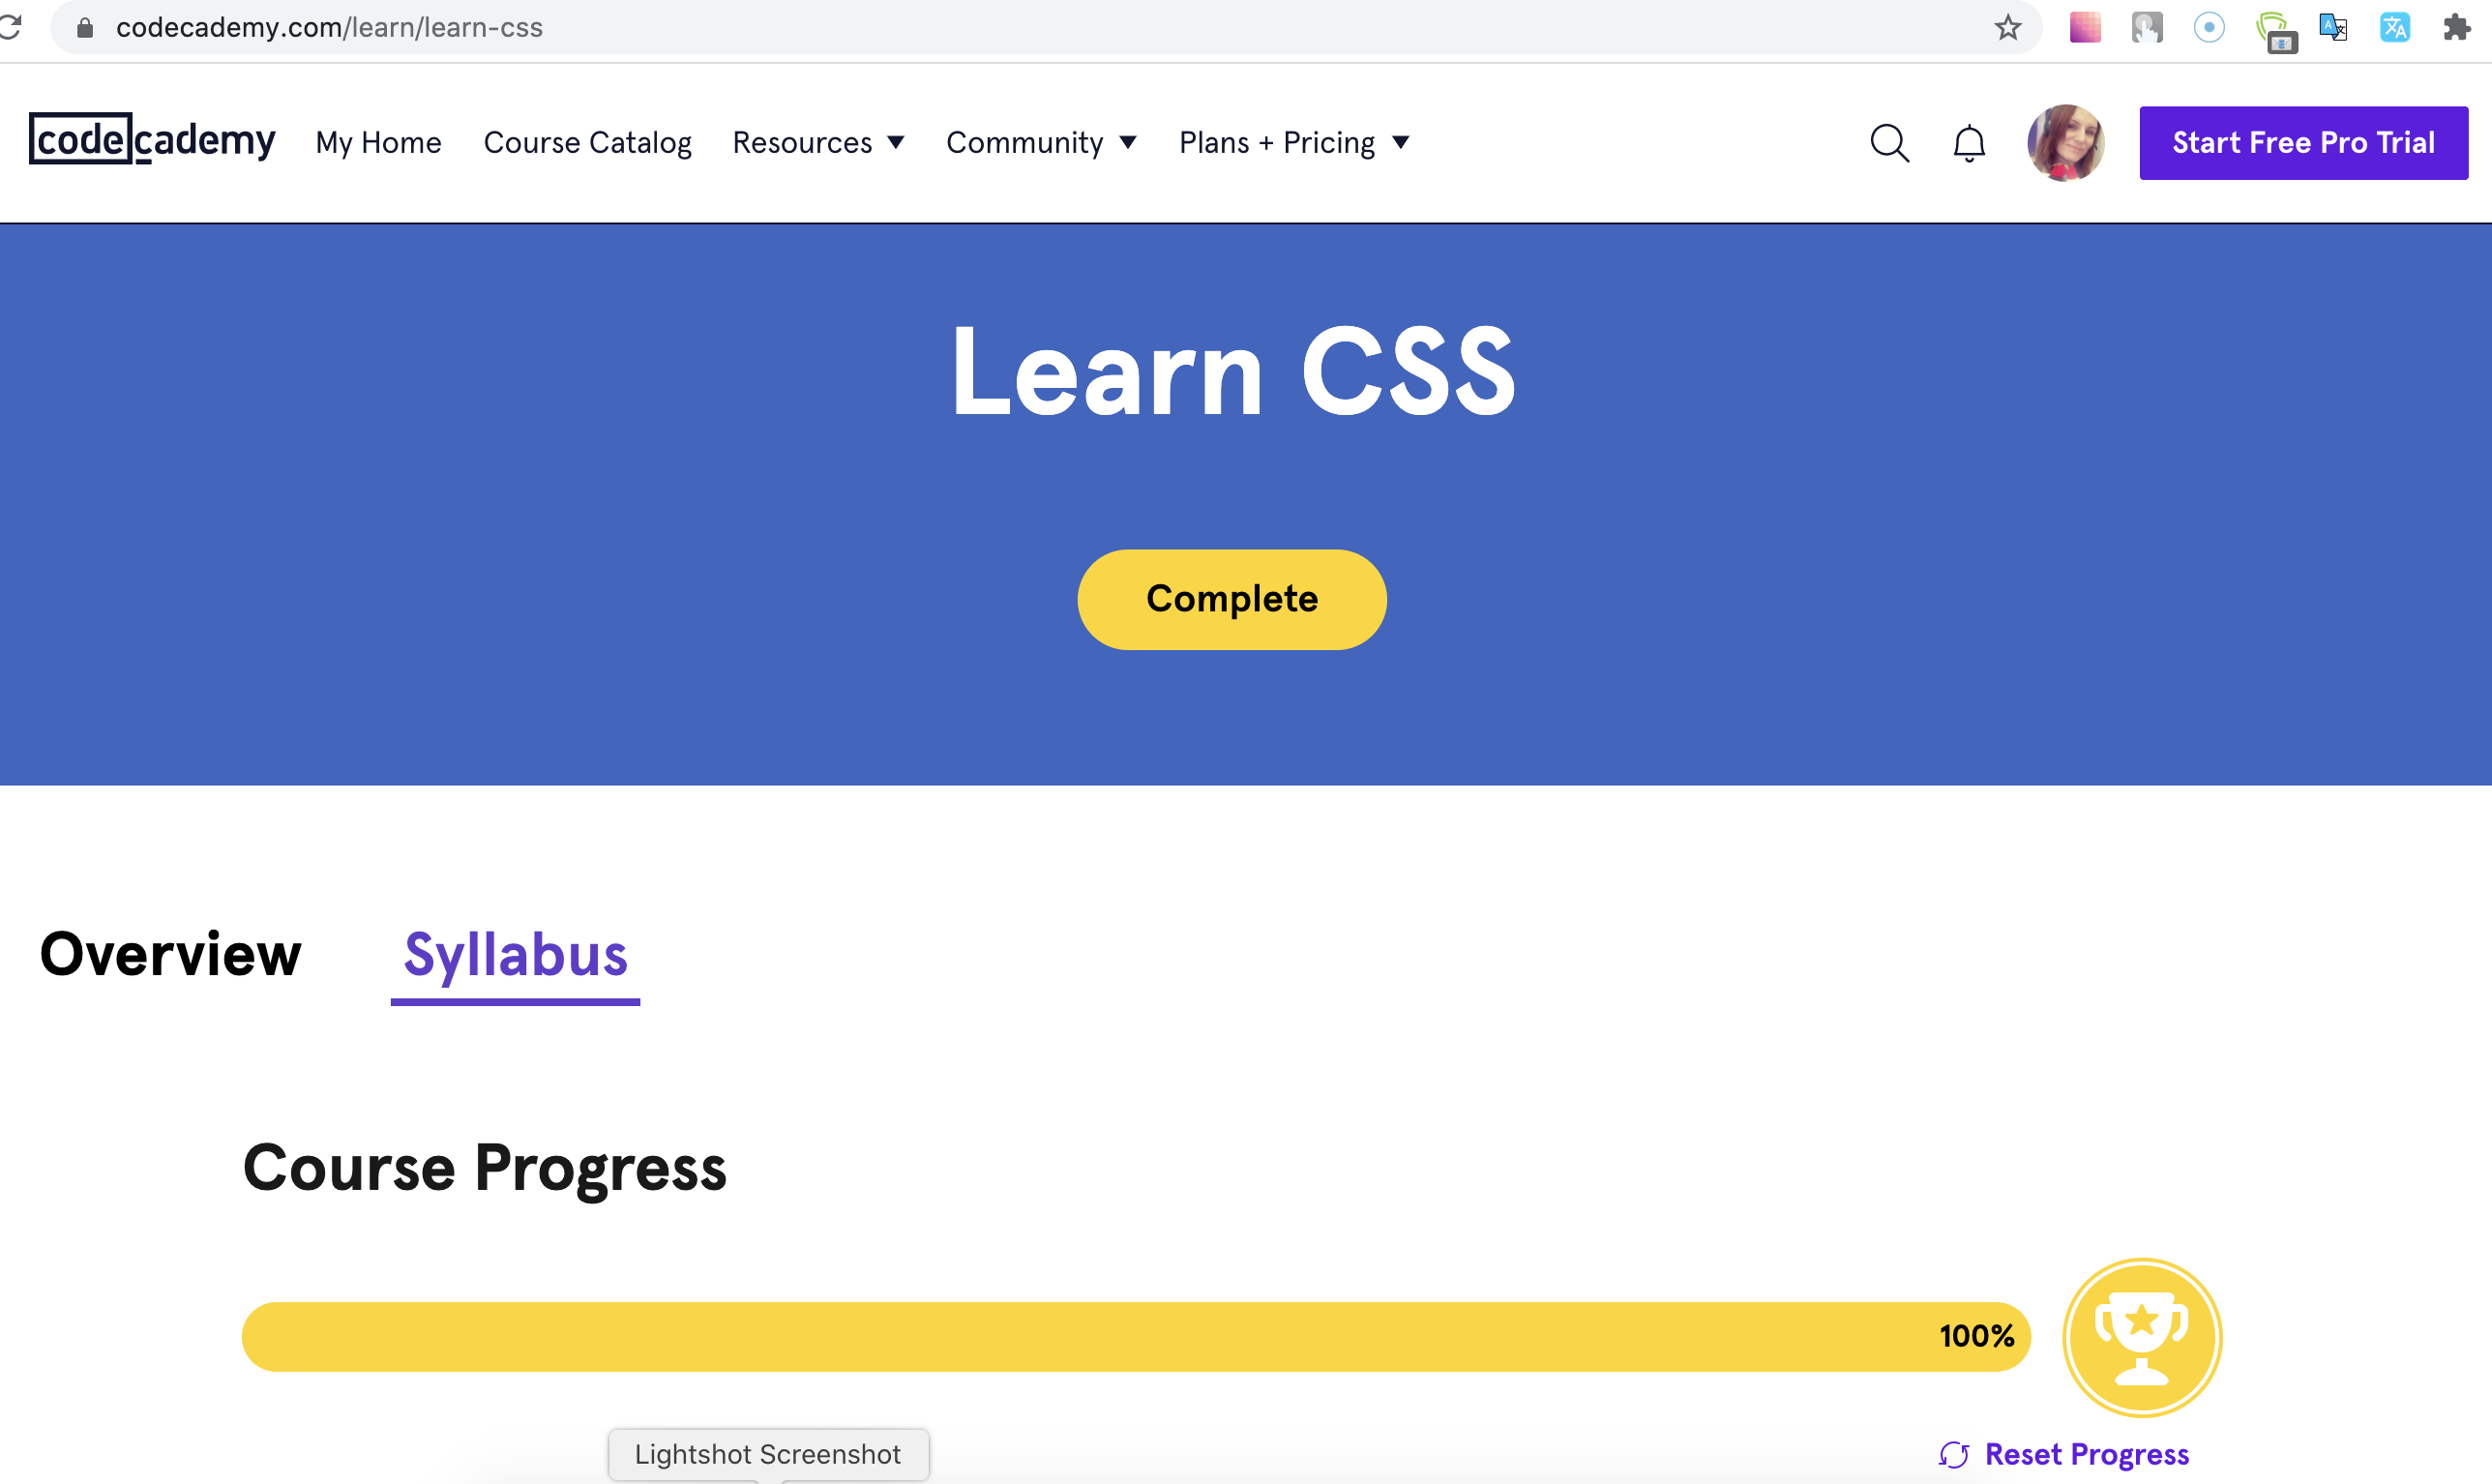 codecademy.com/learn/learn-css
codecademy My Home Course Catalog Resources Community Plans + Pricing Start Free Pro Trial
Learn CSS
Complete
Overview Syllabus
Course Progress
100%
Lightshot Screenshot
Reset Progress